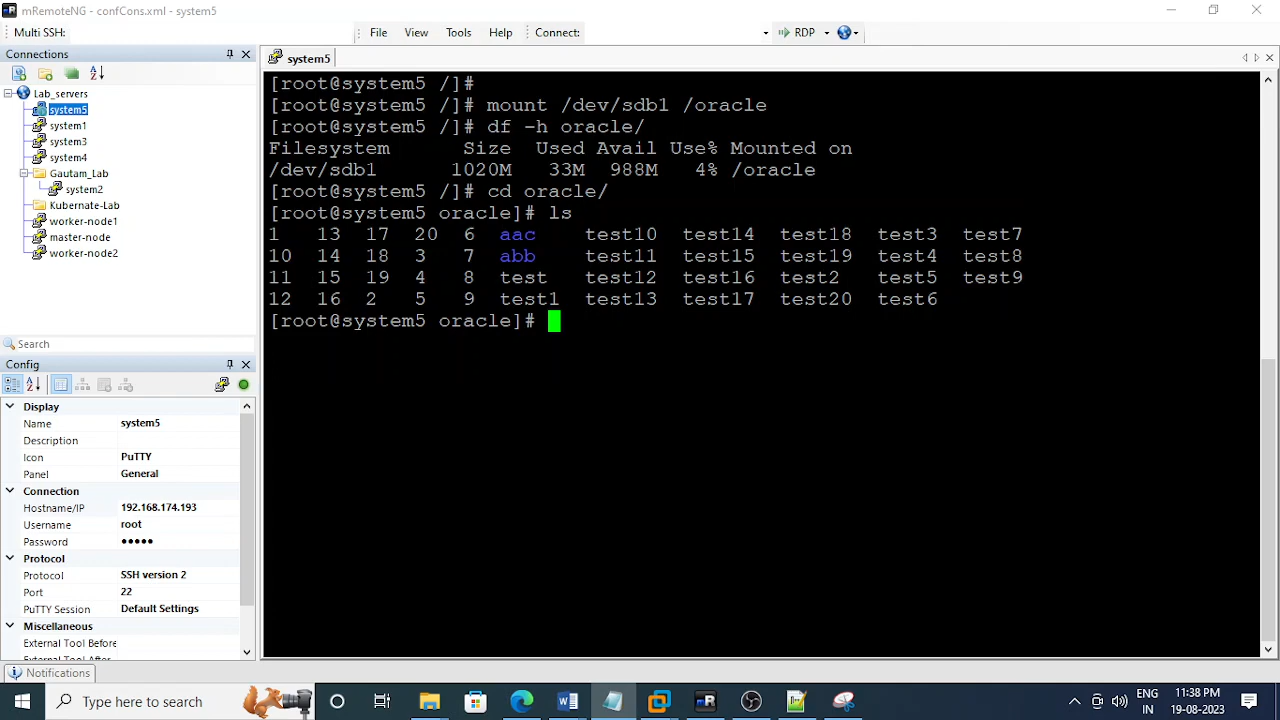 mRemoteNG - confCons.xml - system5
Multi SSH:
File View Tools Help Connect: RDP
Connections
Lab_servers
system5
system1
system3
system4
Gautam_Lab
system2
Kubernate-Lab
worker-node1
master-node
worker-node2
Search
Config
Display
Name system5
Description
Icon PuTTY
Panel General
Connection
Hostname/IP 192.168.174.193
Username root
Password •••••
Protocol
Protocol SSH version 2
Port 22
PuTTY Session Default Settings
Miscellaneous
External Tool Before
External Tool After
Notifications
system5
[root@system5 /]#
[root@system5 /]# mount /dev/sdb1 /oracle
[root@system5 /]# df -h oracle/
Filesystem Size Used Avail Use% Mounted on
/dev/sdb1 1020M 33M 988M 4% /oracle
[root@system5 /]# cd oracle/
[root@system5 oracle]# ls
1 13 17 20 6 aac test10 test14 test18 test3 test7
10 14 18 3 7 abb test11 test15 test19 test4 test8
11 15 19 4 8 test test12 test16 test2 test5 test9
12 16 2 5 9 test1 test13 test17 test20 test6
[root@system5 oracle]#
Type here to search
ENG
IN
11:38 PM
19-08-2023